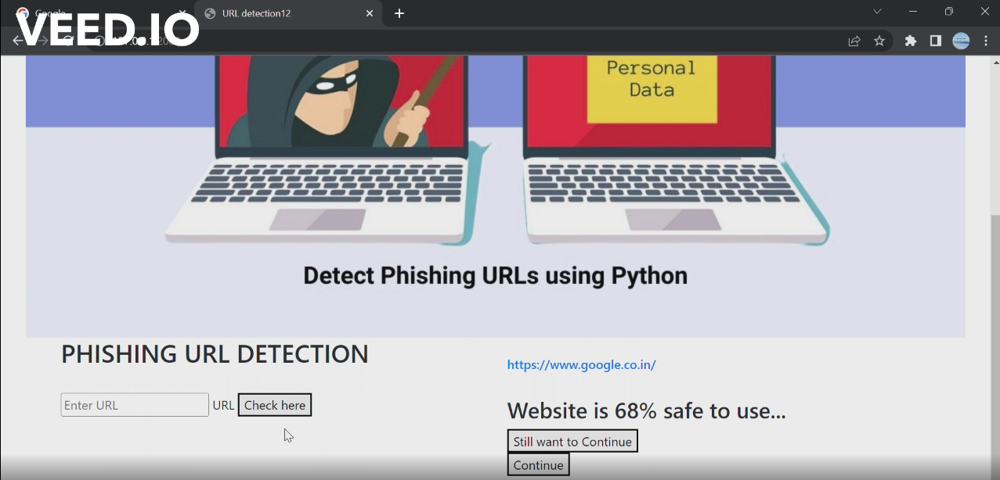 Google
URL detection12
VEED.IO
Personal
Data
Detect Phishing URLs using Python
PHISHING URL DETECTION
https://www.google.co.in/
Enter URL URL Check here
Website is 68% safe to use...
Still want to Continue
Continue